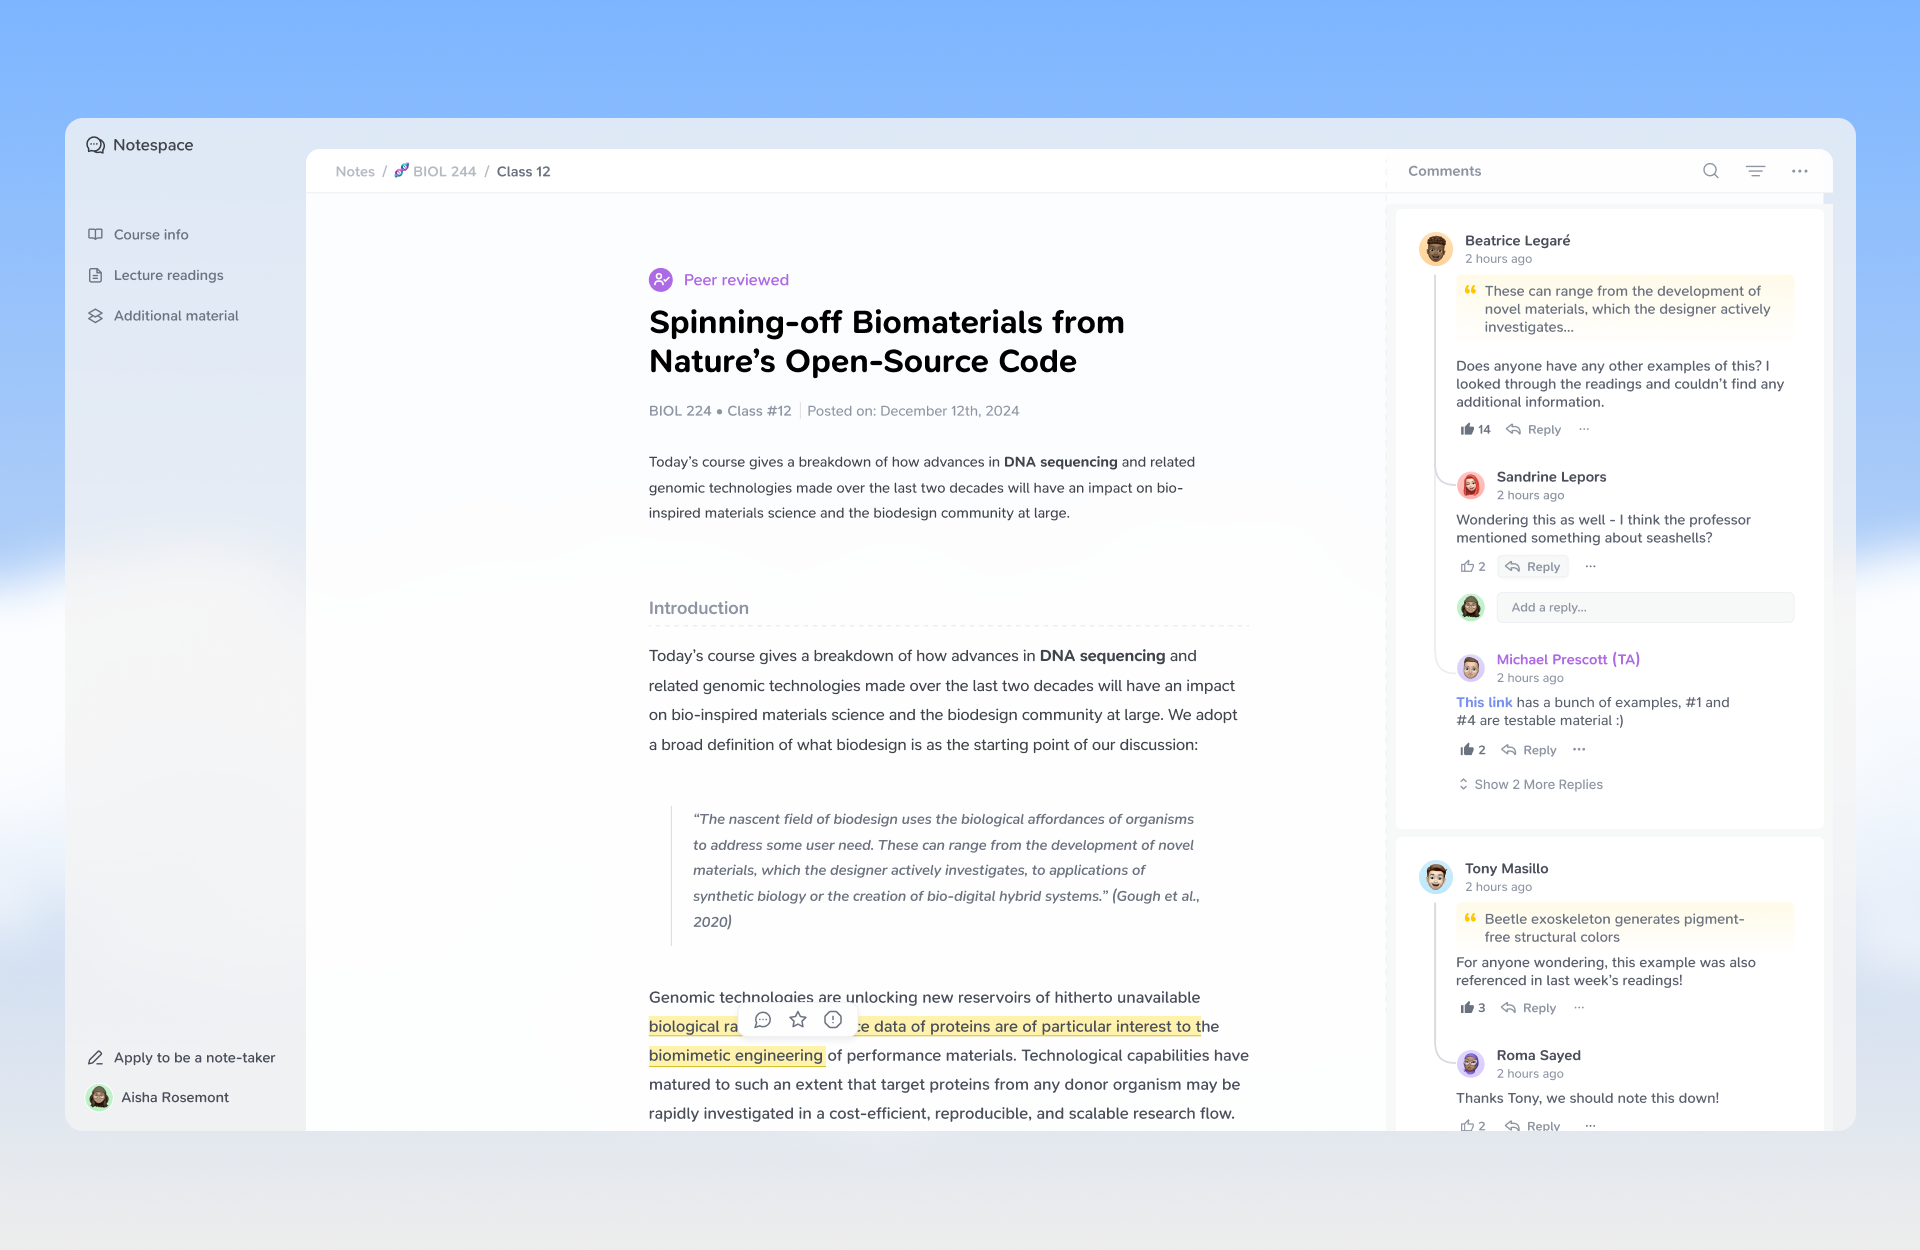 Notespace
Course info
Lecture readings
Additional material
Apply to be a note-taker
Aisha Rosemont
Notes / BIOL 244 / Class 12
Peer reviewed
Spinning-off Biomaterials from
Nature’s Open-Source Code
BIOL 224 • Class #12 Posted on: December 12th, 2024
Today’s course gives a breakdown of how advances in DNA sequencing and related
genomic technologies made over the last two decades will have an impact on bio-
inspired materials science and the biodesign community at large.
Introduction
Today’s course gives a breakdown of how advances in DNA sequencing and
related genomic technologies made over the last two decades will have an impact
on bio-inspired materials science and the biodesign community at large. We adopt
a broad definition of what biodesign is as the starting point of our discussion:
“The nascent field of biodesign uses the biological affordances of organisms
to address some user need. These can range from the development of novel
materials, which the designer actively investigates, to applications of
synthetic biology or the creation of bio-digital hybrid systems.” (Gough et al.,
2020)
Genomic technologies are unlocking new reservoirs of hitherto unavailable
biological data of proteins are of particular interest to the
biomimetic engineering of performance materials. Technological capabilities have
matured to such an extent that target proteins from any donor organism may be
rapidly investigated in a cost-efficient, reproducible, and scalable research flow.
Comments
Beatrice Legaré
2 hours ago
“ These can range from the development of
novel materials, which the designer actively
investigates...
Does anyone have any other examples of this? I
looked through the readings and couldn’t find any
additional information.
14 Reply ...
Sandrine Lepors
2 hours ago
Wondering this as well - I think the professor
mentioned something about seashells?
2 Reply ...
Add a reply...
Michael Prescott (TA)
2 hours ago
This link has a bunch of examples, #1 and
#4 are testable material :)
2 Reply ...
Show 2 More Replies
Tony Masillo
2 hours ago
“ Beetle exoskeleton generates pigment-
free structural colors
For anyone wondering, this example was also
referenced in last week’s readings!
3 Reply ...
Roma Sayed
2 hours ago
Thanks Tony, we should note this down!
2 Reply ...